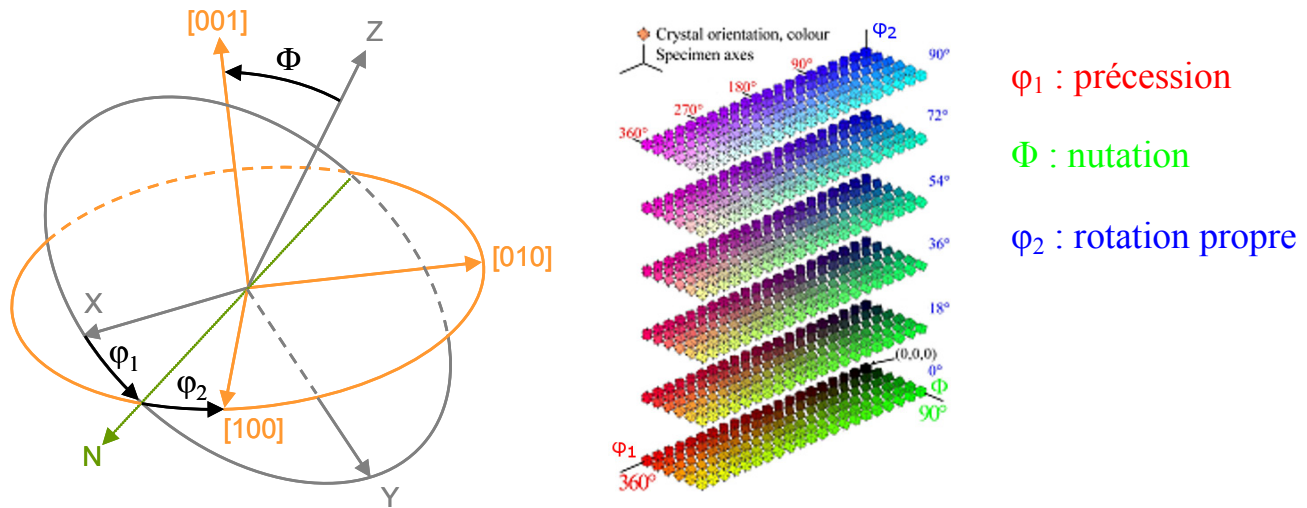 [001]
Z
Φ
[010]
X
φ1
φ2
[100]
N
Y
Crystal orientation, colour
Specimen axes
φ2
90°
90°
180°
270°
360°
72°
54°
36°
18°
(0,0,0)
0°
Φ
90°
φ1
360°
φ1 : précession
Φ : nutation
φ2 : rotation propre